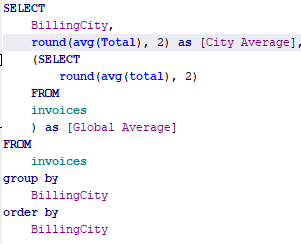 SELECT
BillingCity,
round(avg(Total), 2) as [City Average],
(SELECT
round(avg(total), 2)
FROM
invoices
) as [Global Average]
FROM
invoices
group by
BillingCity
order by
BillingCity